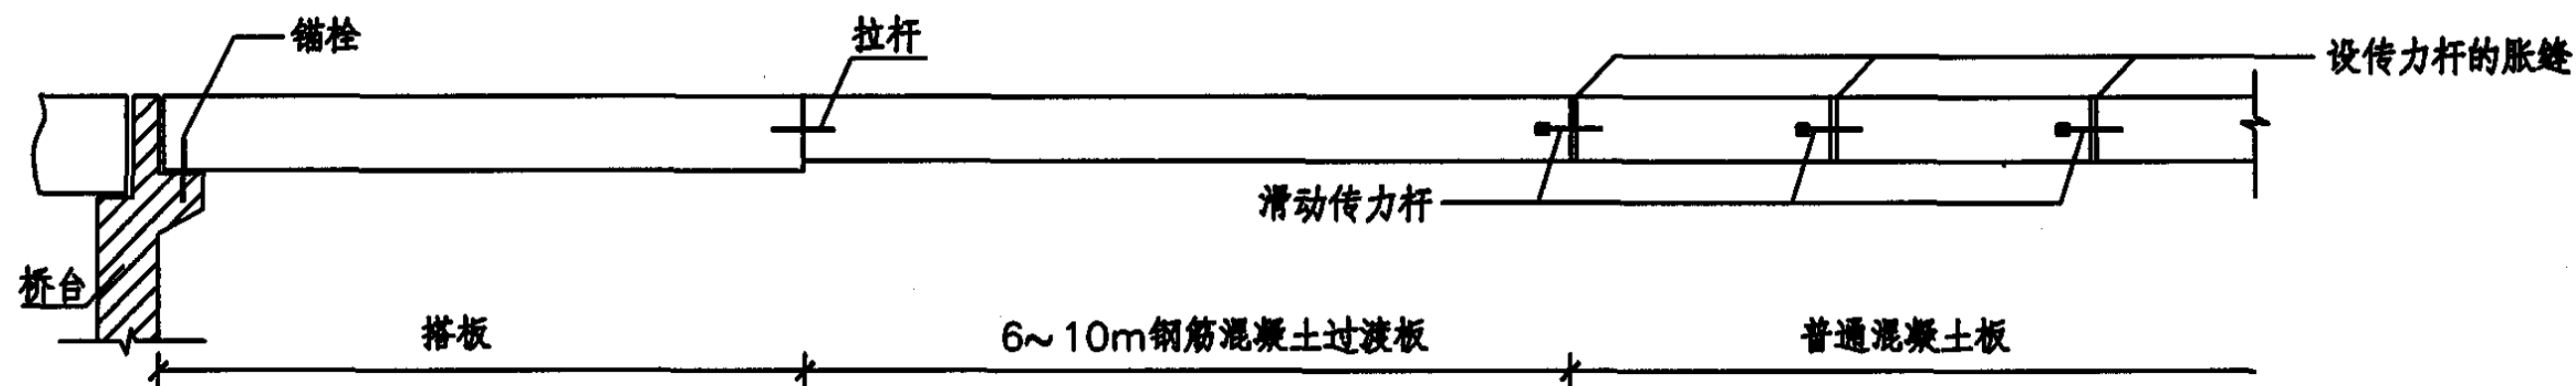 锚栓
拉杆
设传力杆的胀缝
滑动传力杆
桥台
搭板
6~10m钢筋混凝土过渡板
普通混凝土板